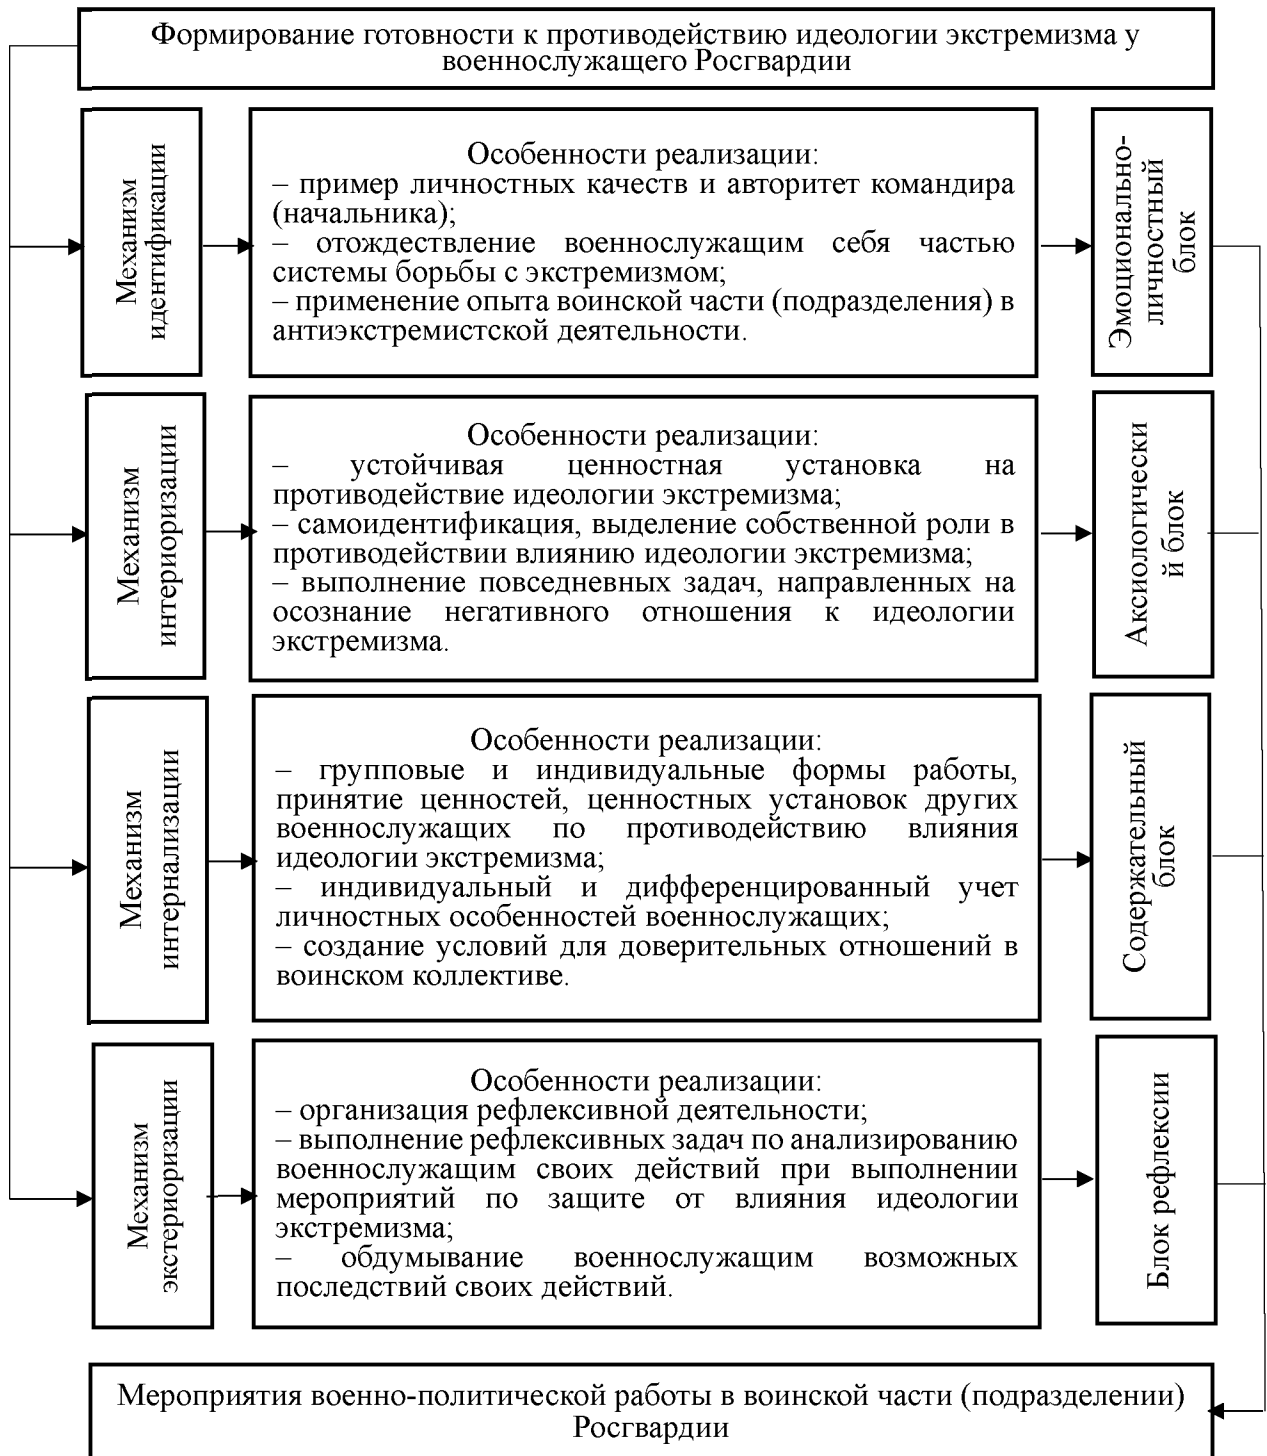 Формирование готовности к противодействию идеологии экстремизма у
военнослужащего Росгвардии
Механизм
идентификации
Особенности реализации:
– пример личностных качеств и авторитет командира
(начальника);
– отождествление военнослужащим себя частью
системы борьбы с экстремизмом;
– применение опыта воинской части (подразделения) в
антиэкстремистской деятельности.
Эмоционально-
личностный
блок
Механизм
интериоризации
Особенности реализации:
– устойчивая ценностная установка на
противодействие идеологии экстремизма;
– самоидентификация, выделение собственной роли в
противодействии влиянию идеологии экстремизма;
– выполнение повседневных задач, направленных на
осознание негативного отношения к идеологии
экстремизма.
Аксиологически
й блок
Механизм
интернализации
Особенности реализации:
– групповые и индивидуальные формы работы,
принятие ценностей, ценностных установок других
военнослужащих по противодействию влияния
идеологии экстремизма;
– индивидуальный и дифференцированный учет
личностных особенностей военнослужащих;
– создание условий для доверительных отношений в
воинском коллективе.
Содержательный
блок
Механизм
экстериоризации
Особенности реализации:
– организация рефлексивной деятельности;
– выполнение рефлексивных задач по анализированию
военнослужащим своих действий при выполнении
мероприятий по защите от влияния идеологии
экстремизма;
– обдумывание военнослужащим возможных
последствий своих действий.
Блок рефлексии
Мероприятия военно-политической работы в воинской части (подразделении)
Росгвардии